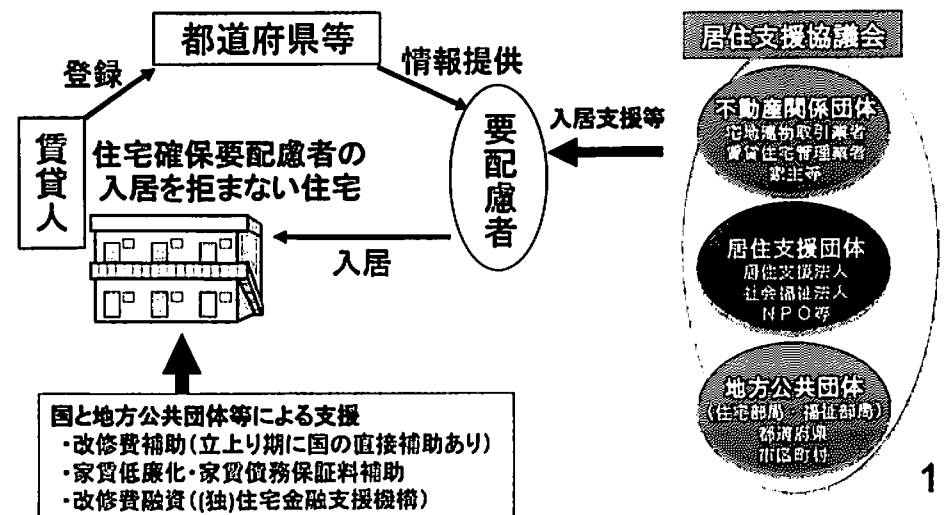 都道府県等
登録
情報提供
賃貸人
住宅確保要配慮者の
入居を拒まない住宅
要配慮者
入居
入居支援等
国と地方公共団体等による支援
・改修費補助(立上り期に国の直接補助あり)
・家賃低廉化・家賃債務保証料補助
・改修費融資((独)住宅金融支援機構)
居住支援協議会
不動産関係団体
宅地建物取引業者
賃貸住宅管理業者
家主等
居住支援団体
居住支援法人
社会福祉法人
NPO等
地方公共団体
(住宅部局・福祉部局)
都道府県
市区町村
1